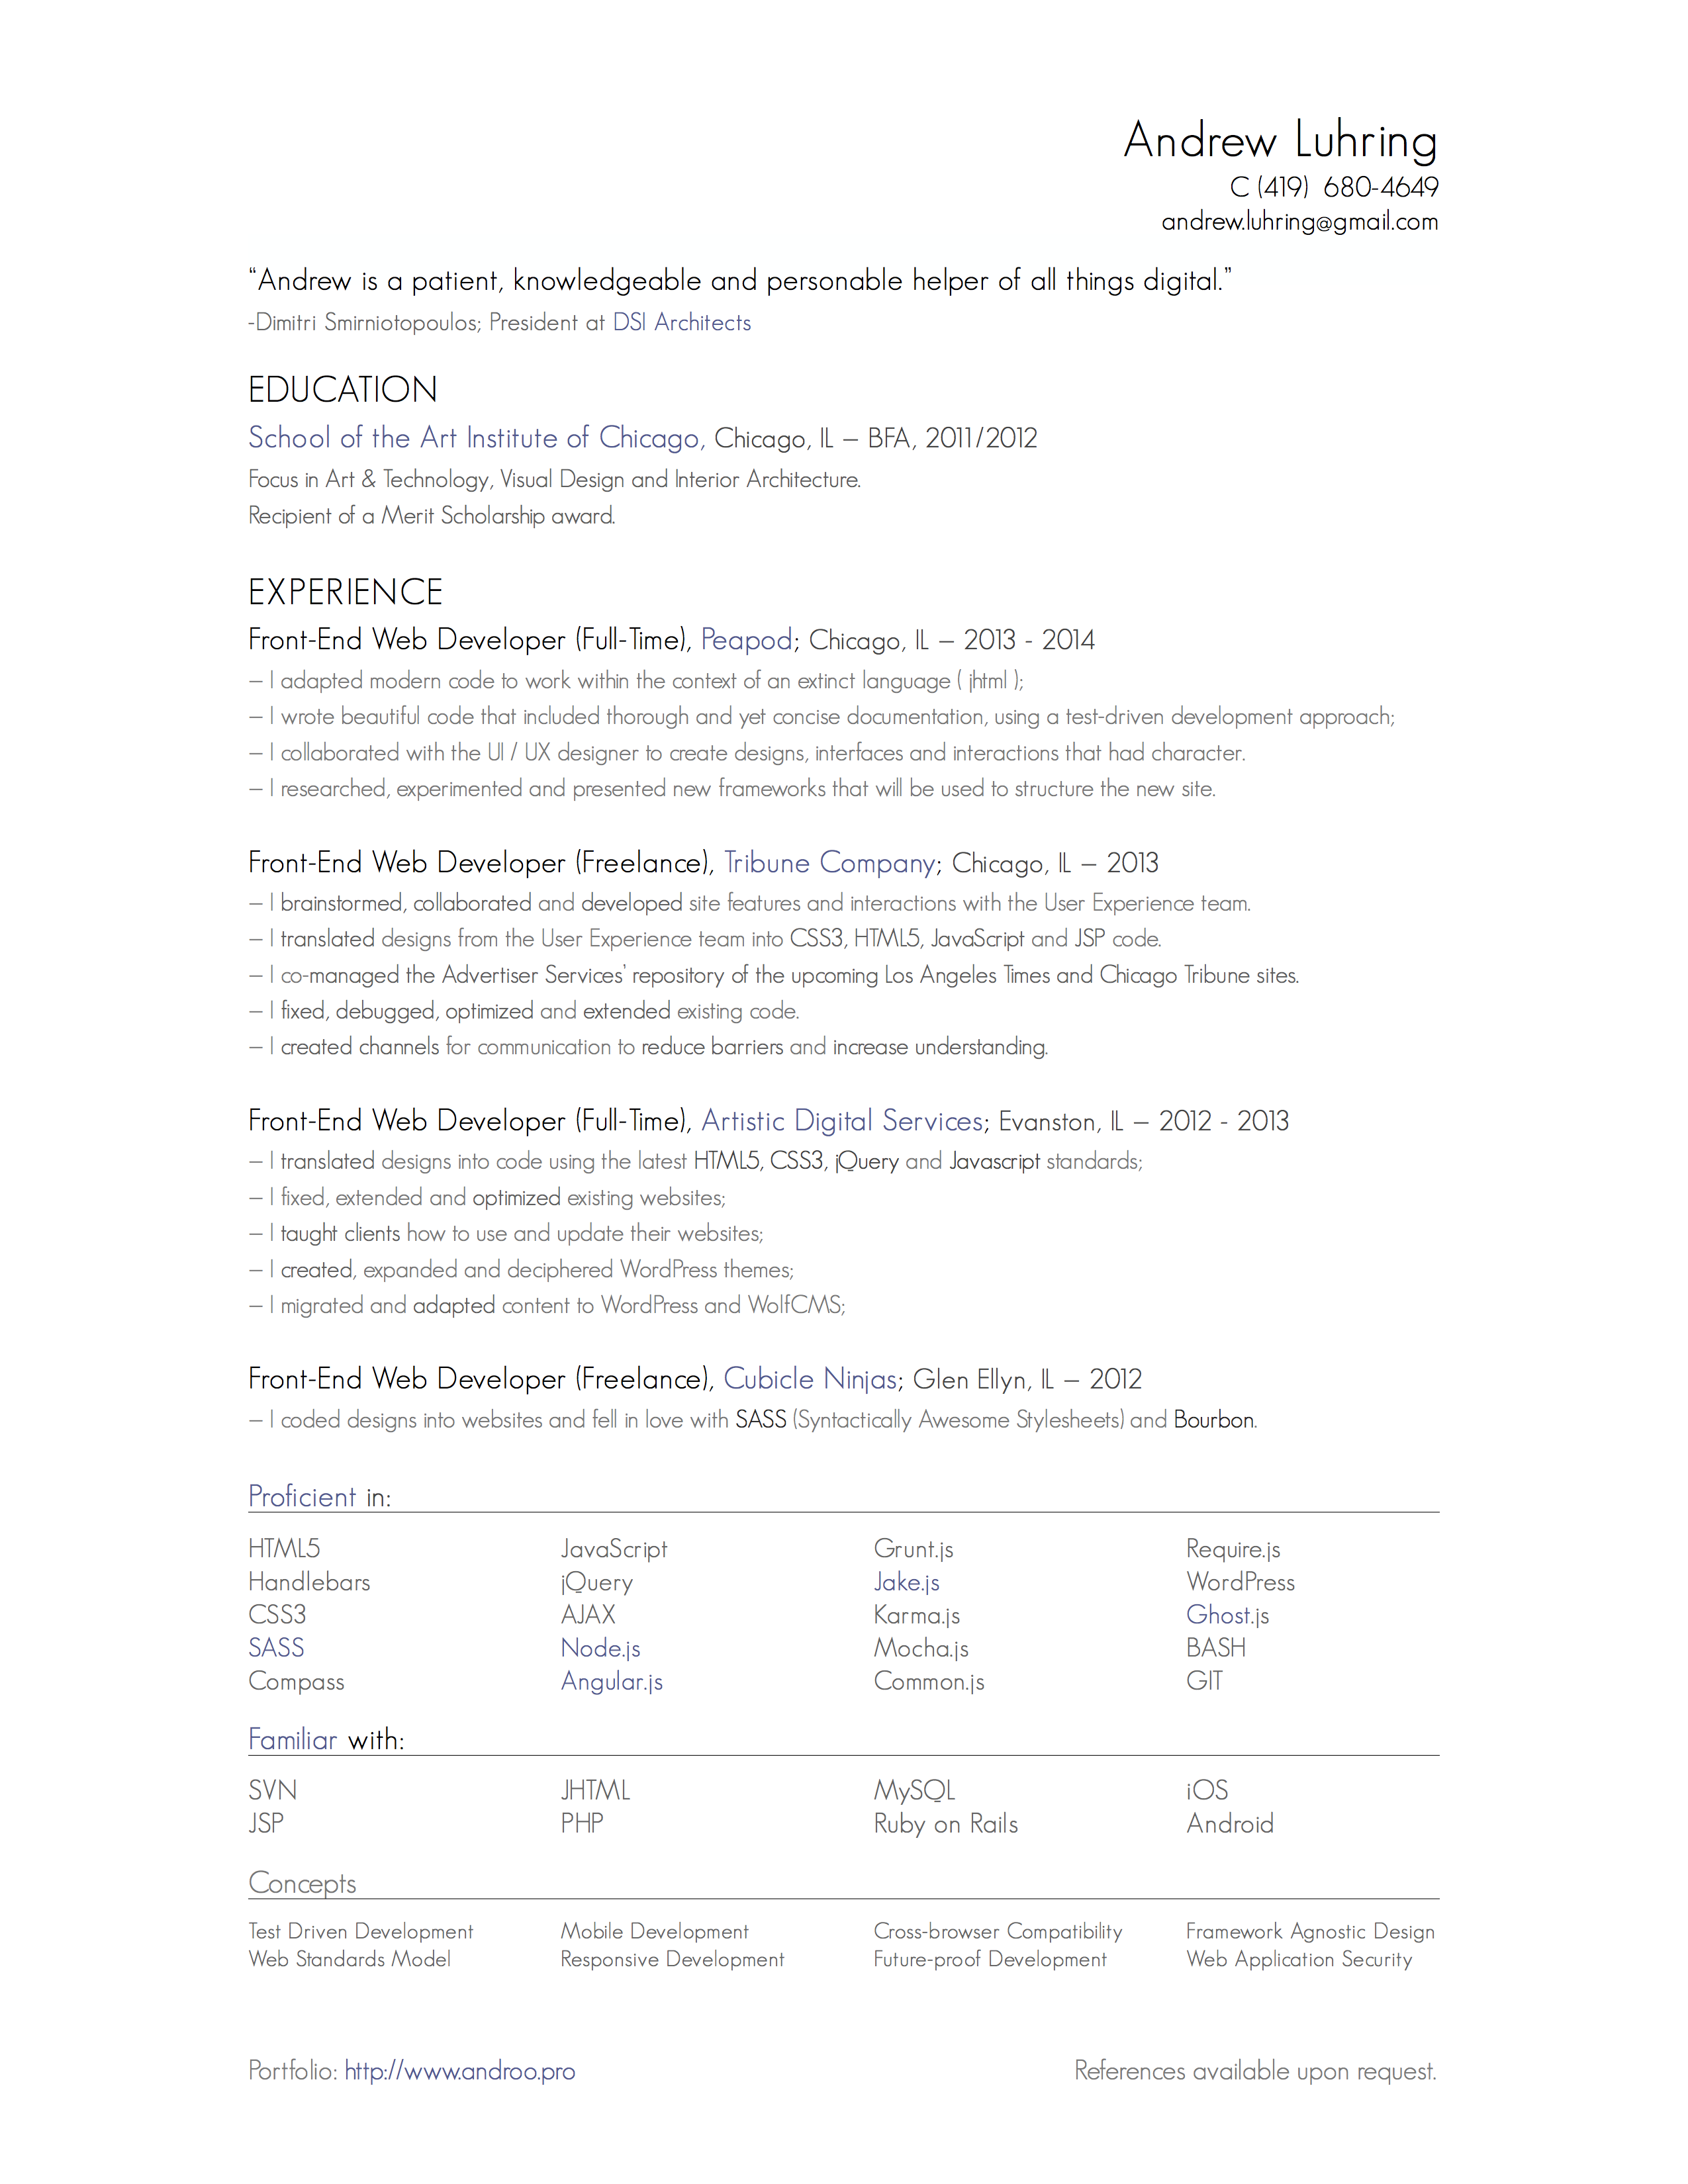 Andrew Luhring
C (419) 680-4649
andrew.luhring@gmail.com
“Andrew is a patient, knowledgeable and personable helper of all things digital.”
-Dimitri Smirniotopoulos; President at DSI Architects
EDUCATION
School of the Art Institute of Chicago, Chicago, IL – BFA, 2011/2012
Focus in Art & Technology, Visual Design and Interior Architecture.
Recipient of a Merit Scholarship award.
EXPERIENCE
Front-End Web Developer (Full-Time), Peapod; Chicago, IL – 2013 - 2014
– I adapted modern code to work within the context of an extinct language ( jhtml );
– I wrote beautiful code that included thorough and yet concise documentation, using a test-driven development approach;
– I collaborated with the UI / UX designer to create designs, interfaces and interactions that had character.
– I researched, experimented and presented new frameworks that will be used to structure the new site.
Front-End Web Developer (Freelance), Tribune Company; Chicago, IL – 2013
– I brainstormed, collaborated and developed site features and interactions with the User Experience team.
– I translated designs from the User Experience team into CSS3, HTML5, JavaScript and JSP code.
– I co-managed the Advertiser Services' repository of the upcoming Los Angeles Times and Chicago Tribune sites.
– I fixed, debugged, optimized and extended existing code.
– I created channels for communication to reduce barriers and increase understanding.
Front-End Web Developer (Full-Time), Artistic Digital Services; Evanston, IL – 2012 - 2013
– I translated designs into code using the latest HTML5, CSS3, jQuery and Javascript standards;
– I fixed, extended and optimized existing websites;
– I taught clients how to use and update their websites;
– I created, expanded and deciphered WordPress themes;
– I migrated and adapted content to WordPress and WolfCMS;
Front-End Web Developer (Freelance), Cubicle Ninjas; Glen Ellyn, IL – 2012
– I coded designs into websites and fell in love with SASS (Syntactically Awesome Stylesheets) and Bourbon.
Proficient in:
HTML5 JavaScript Grunt.js Require.js
Handlebars jQuery Jake.js WordPress
CSS3 AJAX Karma.js Ghost.js
SASS Node.js Mocha.js BASH
Compass Angular.js Common.js GIT
Familiar with:
SVN JHTML MySQL iOS
JSP PHP Ruby on Rails Android
Concepts
Test Driven Development Mobile Development Cross-browser Compatibility Framework Agnostic Design
Web Standards Model Responsive Development Future-proof Development Web Application Security
Portfolio: http://www.androo.pro References available upon request.